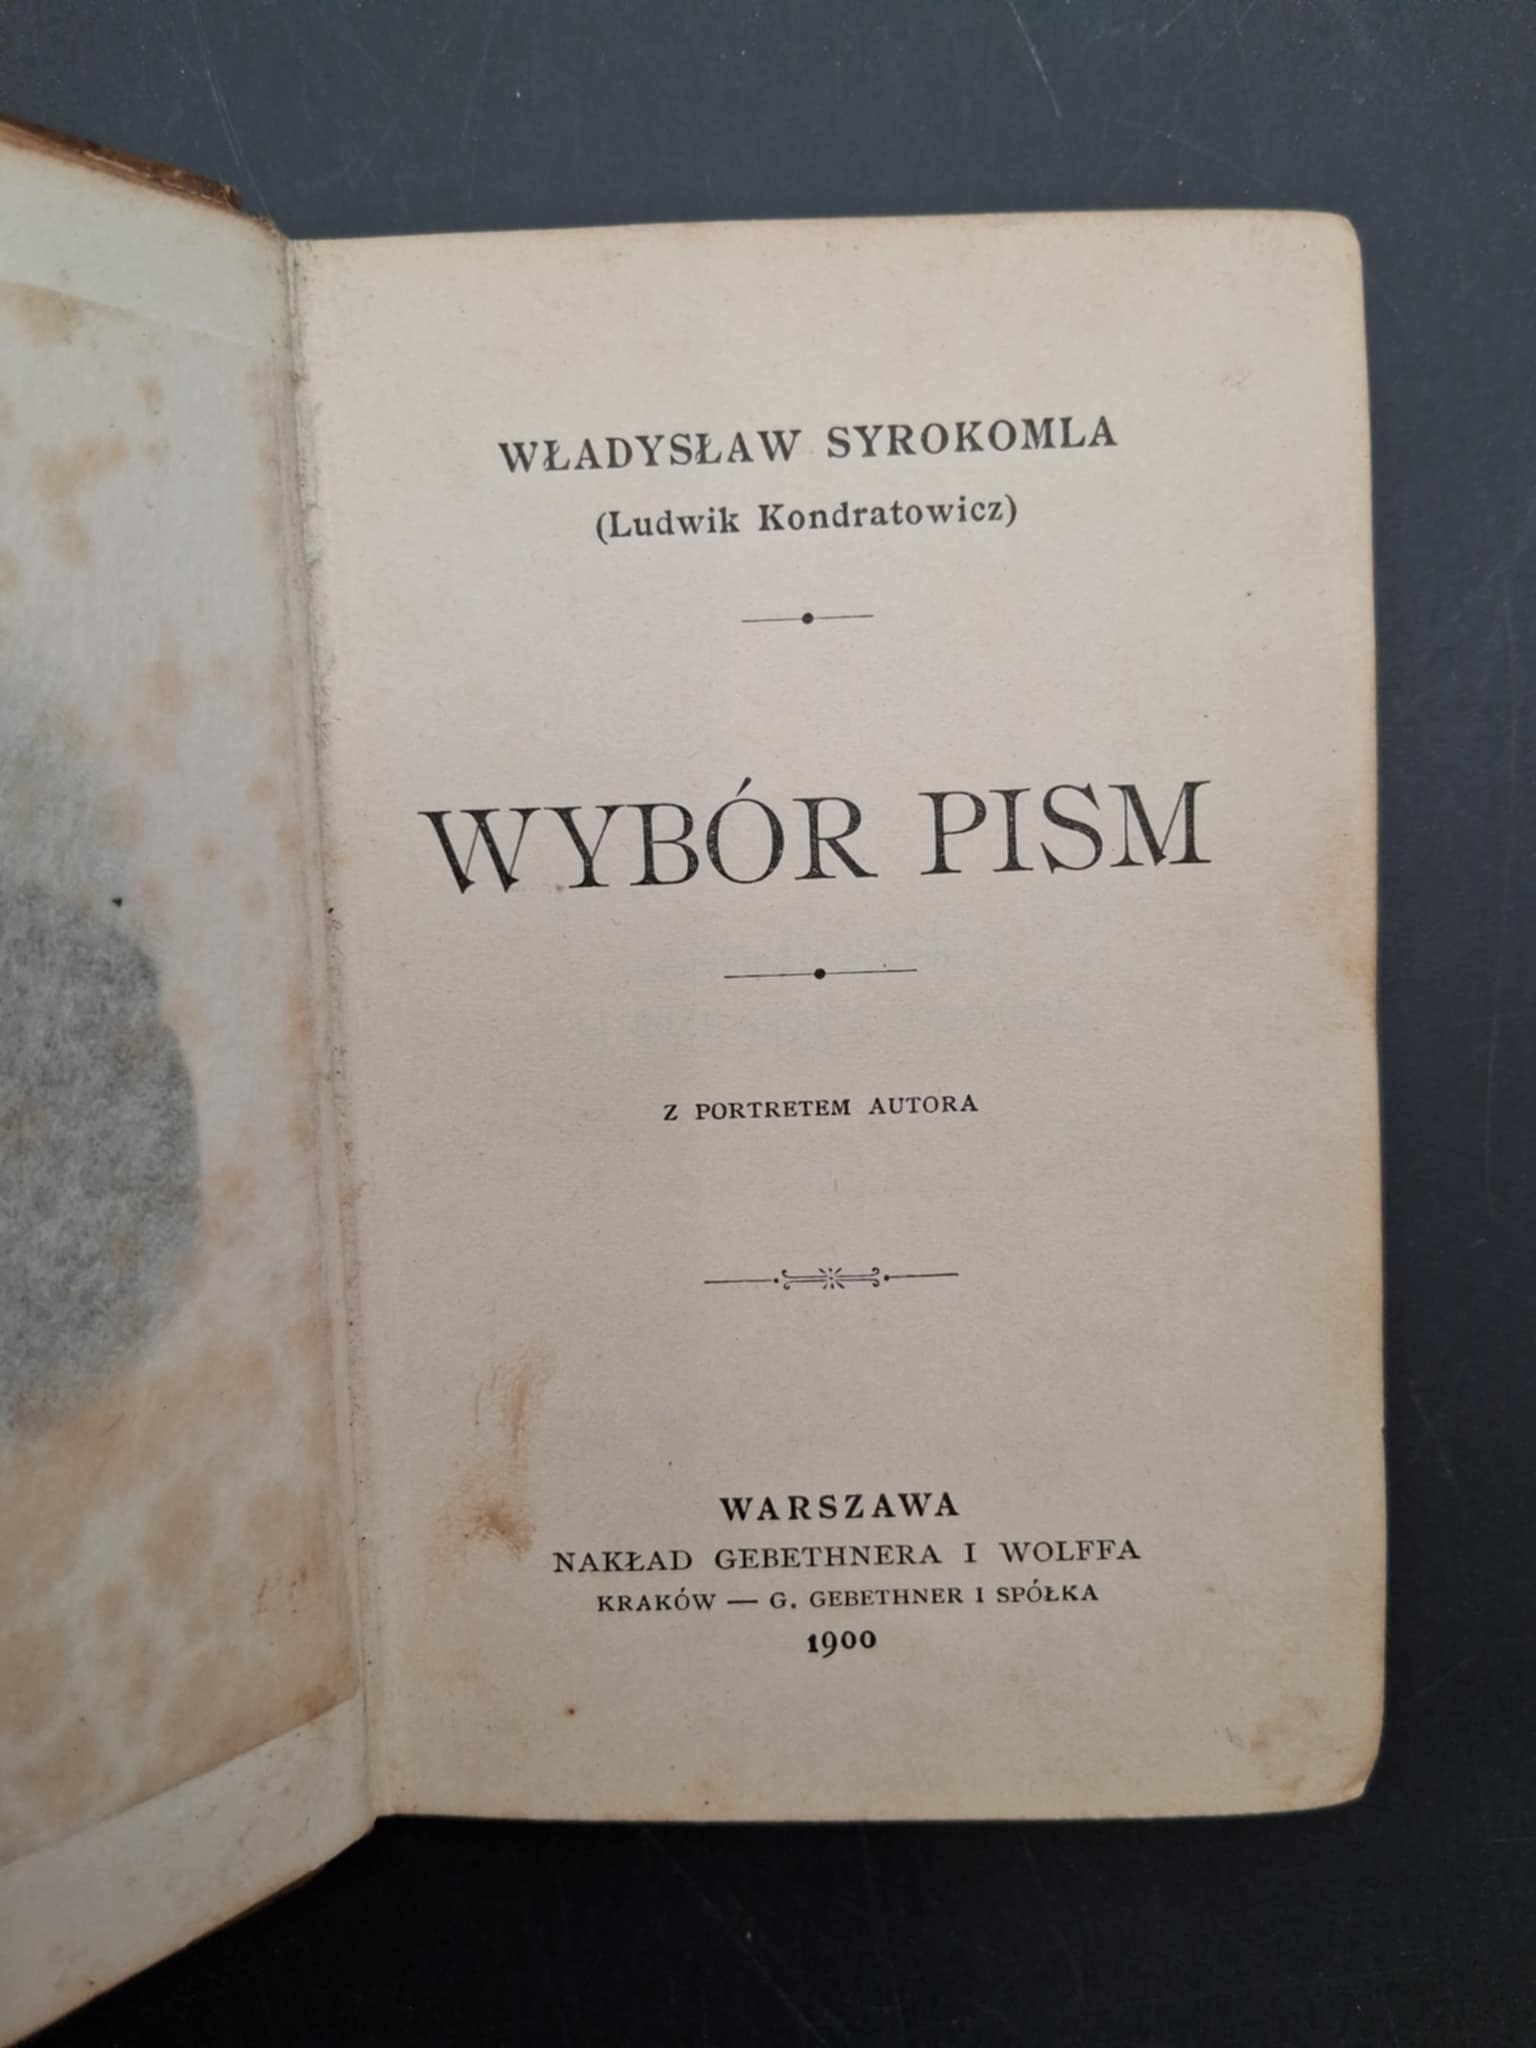 WŁADYSŁAW SYROKOMLA
(Ludwik Kondratowicz)
WYBÓR PISM
Z PORTRETEM AUTORA
WARSZAWA
NAKŁAD GEBETHNERA I WOLFFA
KRAKÓW — G. GEBETHNER I SPÓŁKA
1900